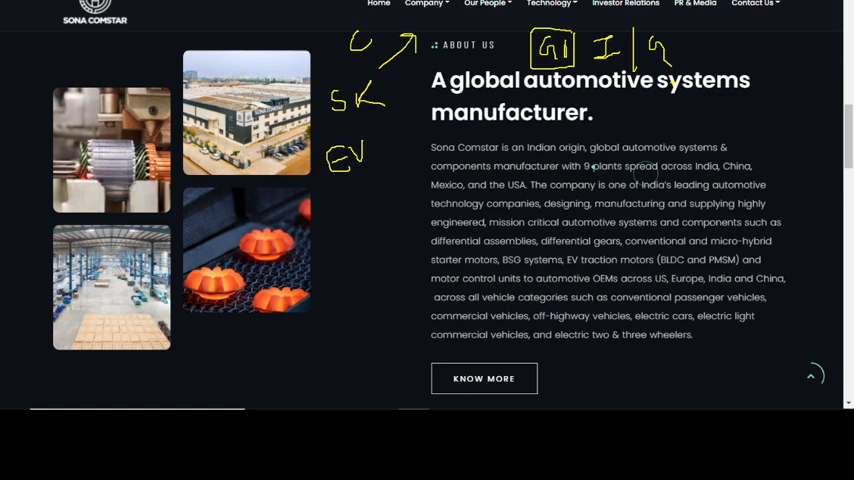 SONA COMSTAR
Home Company Our People Technology Investor Relations PR & Media Contact Us
ABOUT US
A global automotive systems
manufacturer.
Sona Comstar is an Indian origin, global automotive systems &
components manufacturer with 9 plants spread across India, China,
Mexico, and the USA. The company is one of India's leading automotive
technology companies, designing, manufacturing and supplying highly
engineered, mission critical automotive systems and components such as
differential assemblies, differential gears, conventional and micro-hybrid
starter motors, BSG systems, EV traction motors (BLDC and PMSM) and
motor control units to automotive OEMs across US, Europe, India and China,
across all vehicle categories such as conventional passenger vehicles,
commercial vehicles, off-highway vehicles, electric cars, electric light
commercial vehicles, and electric two & three wheelers.
KNOW MORE
SK
EV